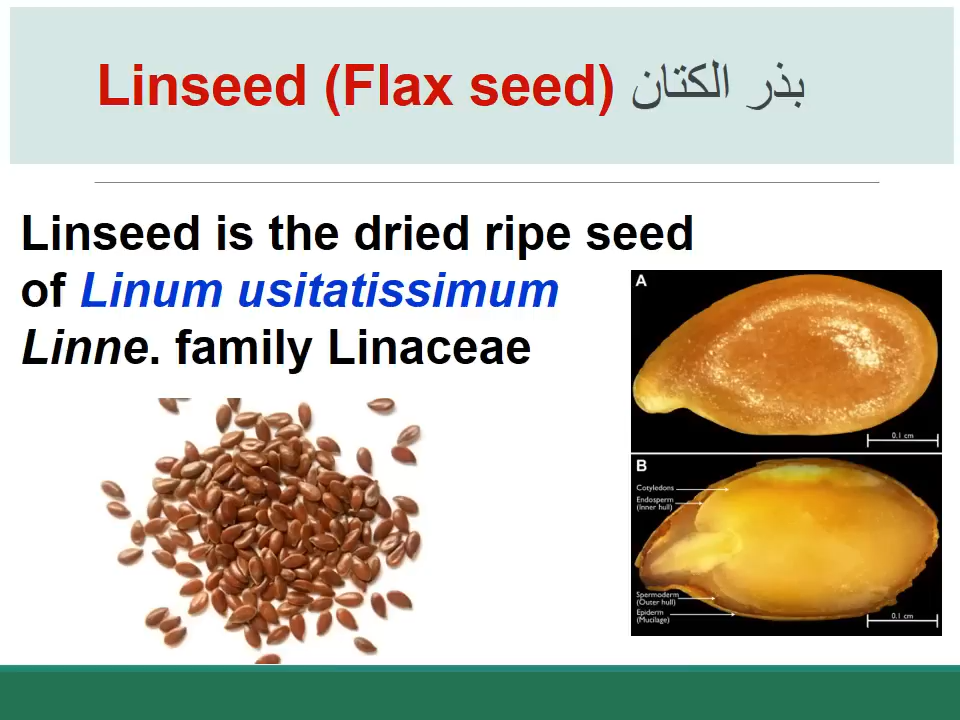 Linseed (Flax seed) بذر الكتان
Linseed is the dried ripe seed
of Linum usitatissimum
Linne. family Linaceae
A
0.1 cm
B
Cotyledons
Endosperm
(Inner hull)
Spermoderm
(Outer hull)
Epiderm
(Mucilage)
0.1 cm